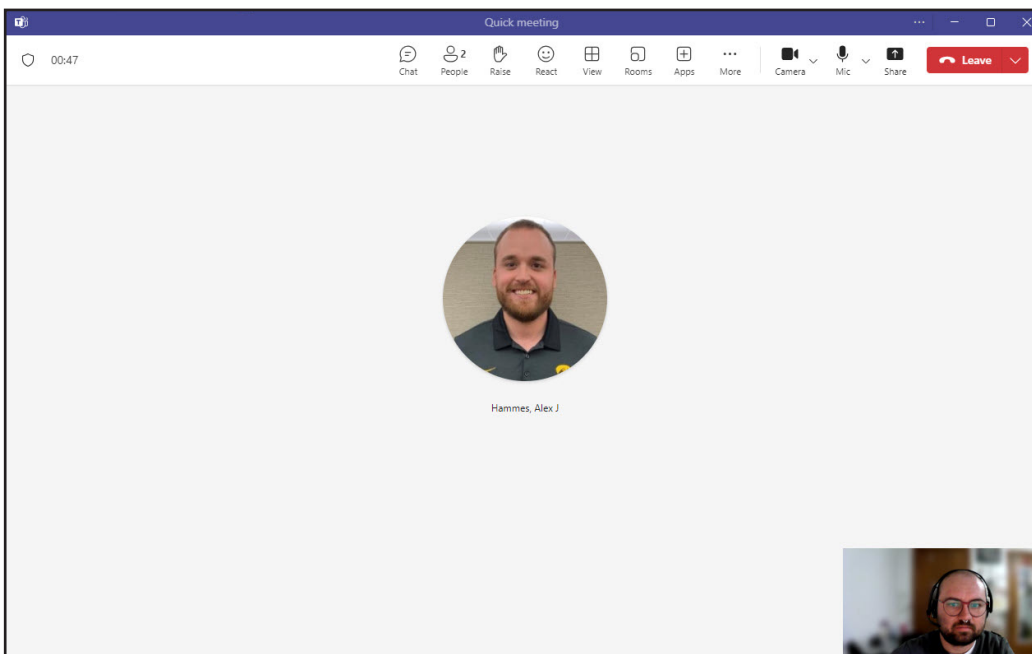 Quick meeting
00:47
2
Chat People Raise React View Rooms Apps More Camera Mic Share Leave
Hammes, Alex J